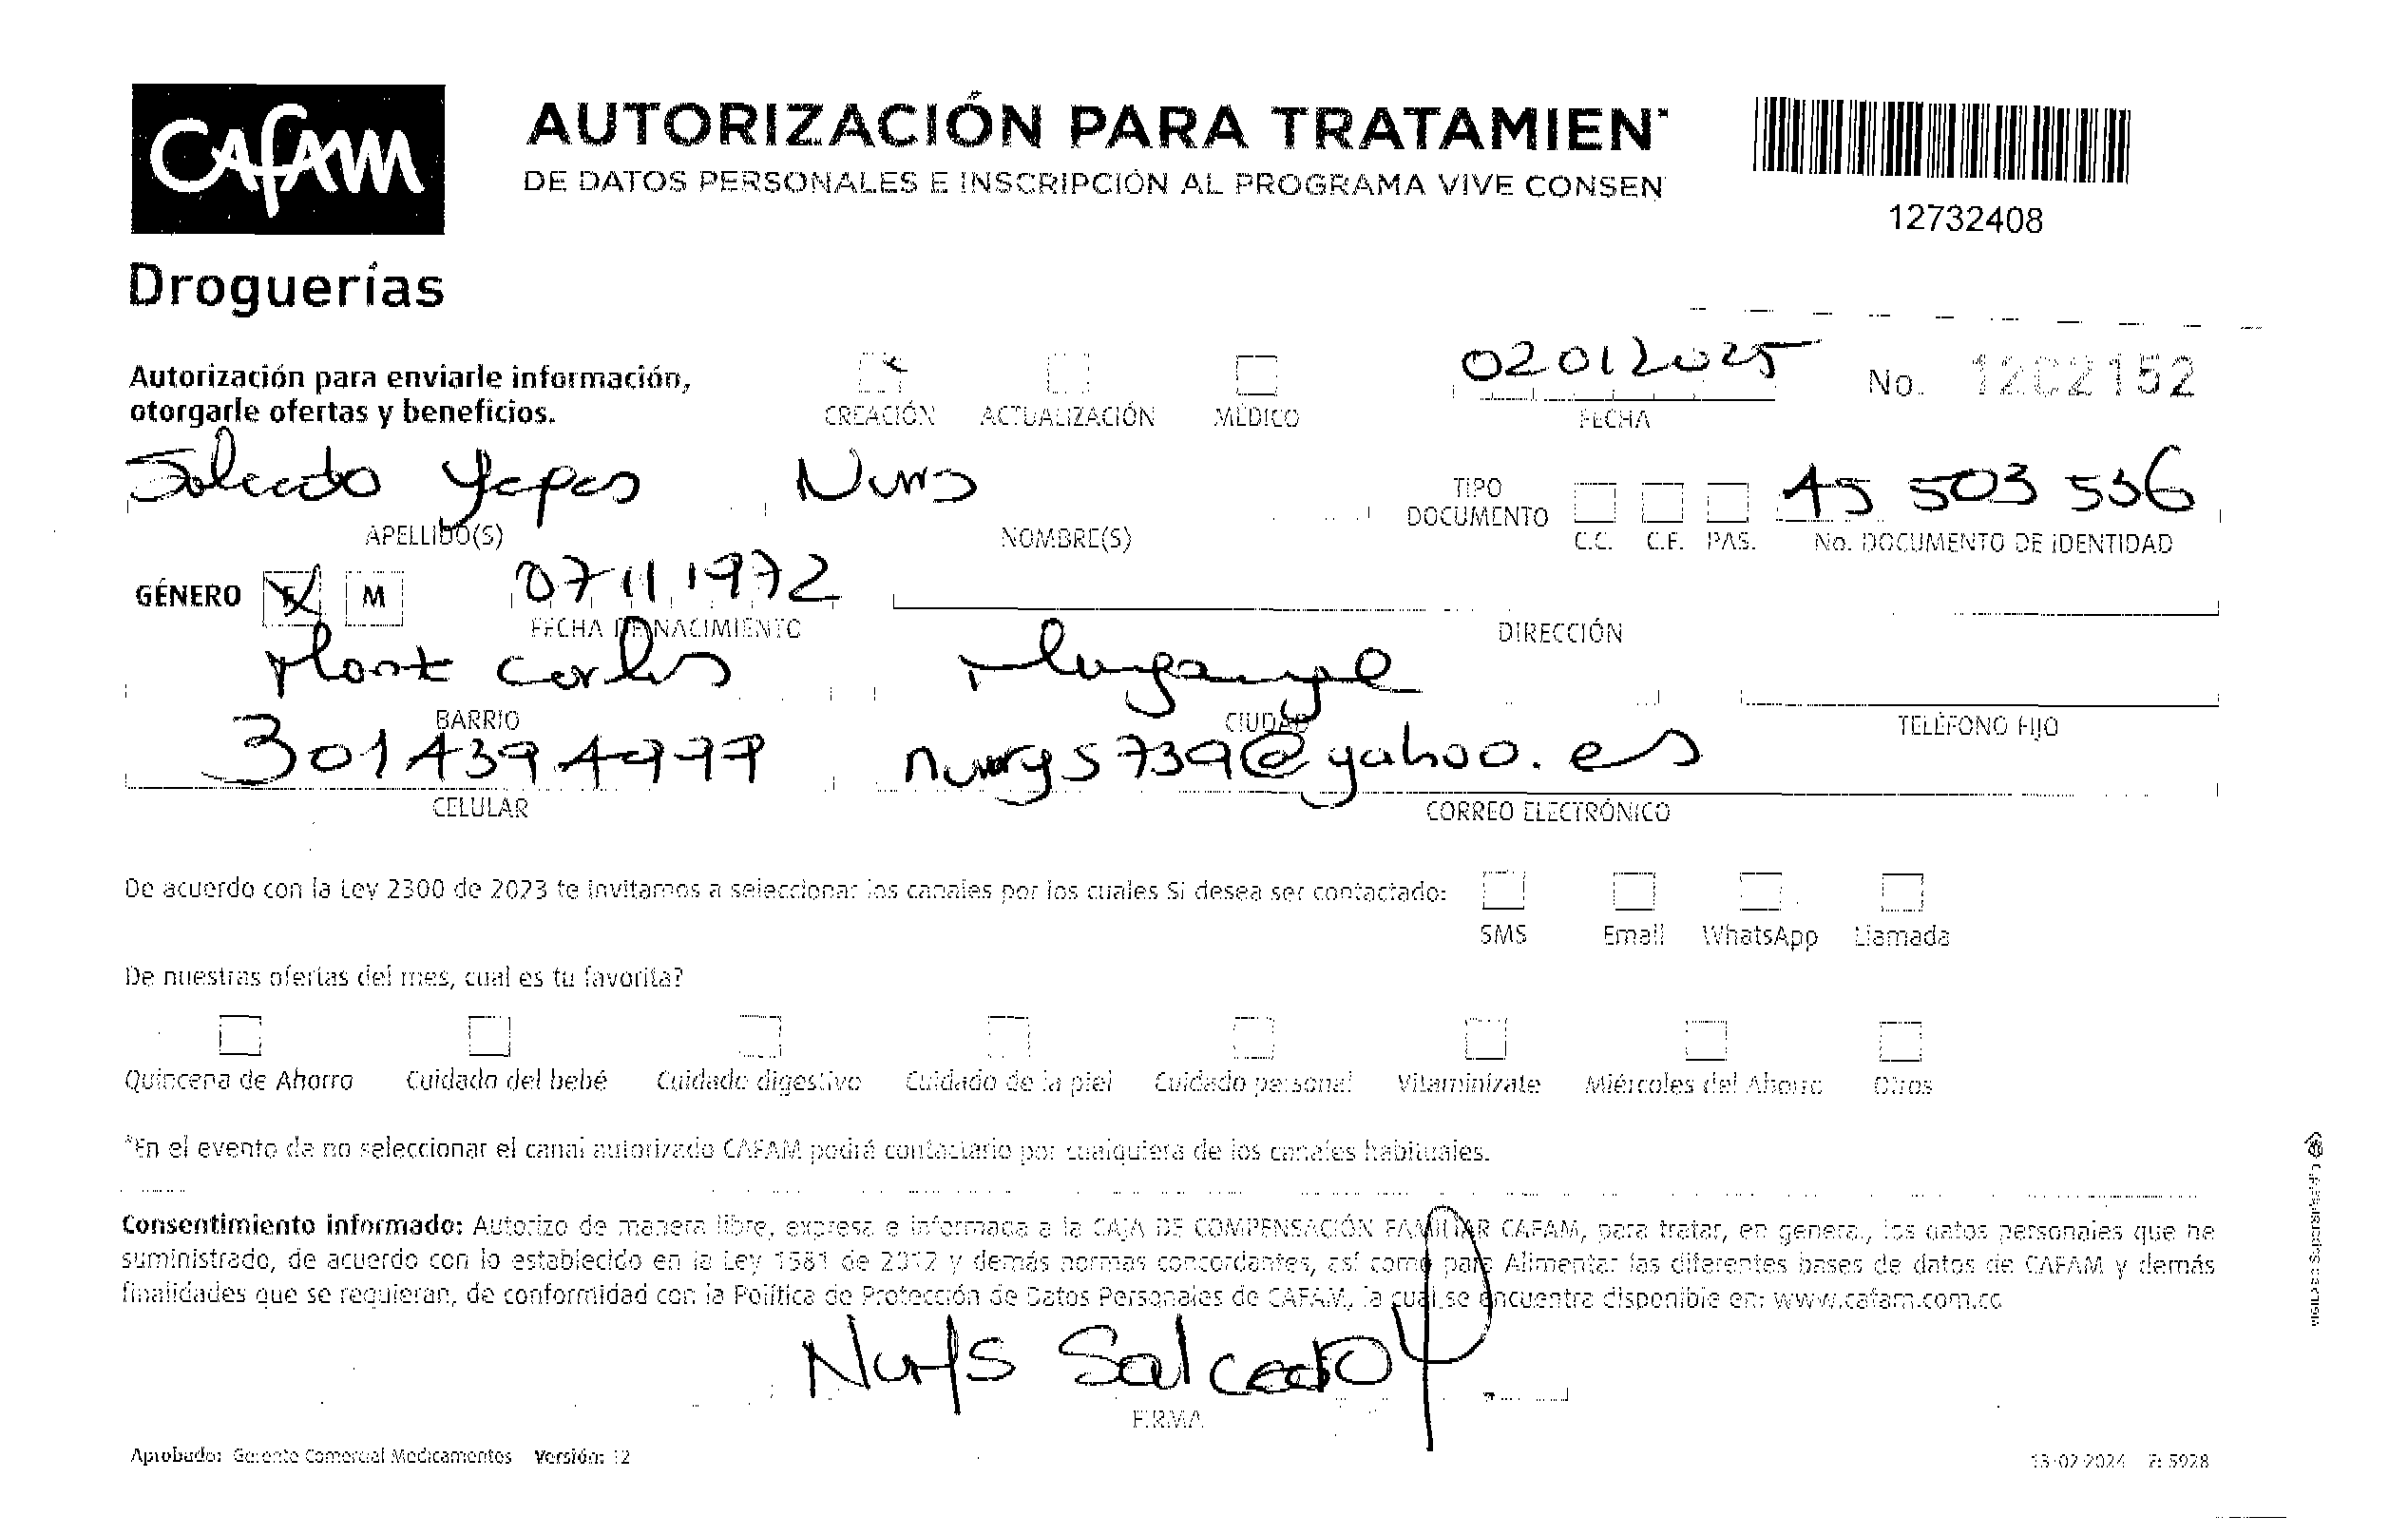 CAFAM
Droguerías
AUTORIZACIÓN PARA TRATAMIEN
DE DATOS PERSONALES E INSCRIPCIÓN AL PROGRAMA VIVE CONSEN
12732408
Autorización para enviarle información,
otorgarle ofertas y beneficios.
CREACIÓN ACTUALIZACIÓN MÉDICO
02012025
FECHA
No. 12C2152
Salcedo Yepes
APELLIDO(S)
NOMBRE(S)
TIPO
DOCUMENTO
C.C. C.E. PAS.
45 503 536
No. DOCUMENTO DE IDENTIDAD
GÉNERO F M
07 11 1972
FECHA DE NACIMIENTO
DIRECCIÓN
BARRIO
CIUDAD
TELÉFONO FIJO
CELULAR
@yahoo.es
CORREO ELECTRÓNICO
De acuerdo con la Ley 2300 de 2023 te invitamos a seleccionar los canales por los cuales Si desea ser contactado:
SMS Email WhatsApp Llamada
De nuestras ofertas del mes, cual es tu favorita?
Quincena de Ahorro Cuidado del bebé Cuidado digestivo Cuidado de la piel Cuidado personal Vitaminízate Miércoles del Ahorro Otros
*En el evento de no seleccionar el canal autorizado CAFAM podrá contactarlo por cualquiera de los canales habituales.
Consentimiento informado: Autorizo de manera libre, expresa e informada a la CAJA DE COMPENSACIÓN FAMILIAR CAFAM, para tratar, en general, los datos personales que he
suministrado, de acuerdo con lo establecido en la Ley 1581 de 2012 y demás normas concordantes, así como para Alimentar las diferentes bases de datos de CAFAM y demás
finalidades que se requieran, de conformidad con la Política de Protección de Datos Personales de CAFAM, la cual se encuentra disponible en: www.cafam.com.co
Nurys Salcedo Y
FIRMA
Aprobado: Gerente Comercial Medicamentos Versión: 12
13-02-2024 P: 5928